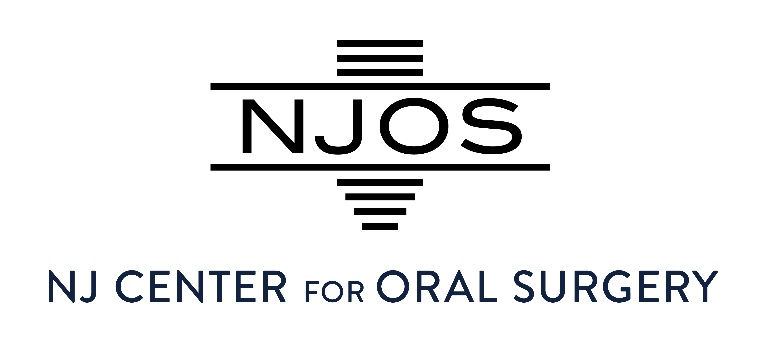 NJOS
NJ CENTER FOR ORAL SURGERY